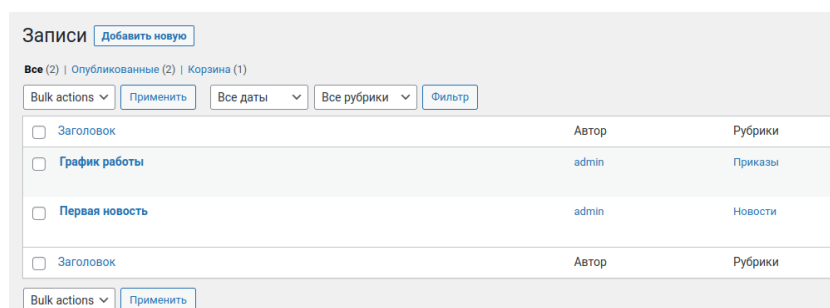 Записи Добавить новую
Все (2) | Опубликованные (2) | Корзина (1)
Bulk actions Применить Все даты Все рубрики Фильтр
Заголовок Автор Рубрики
График работы admin Приказы
Первая новость admin Новости
Заголовок Автор Рубрики
Bulk actions Применить